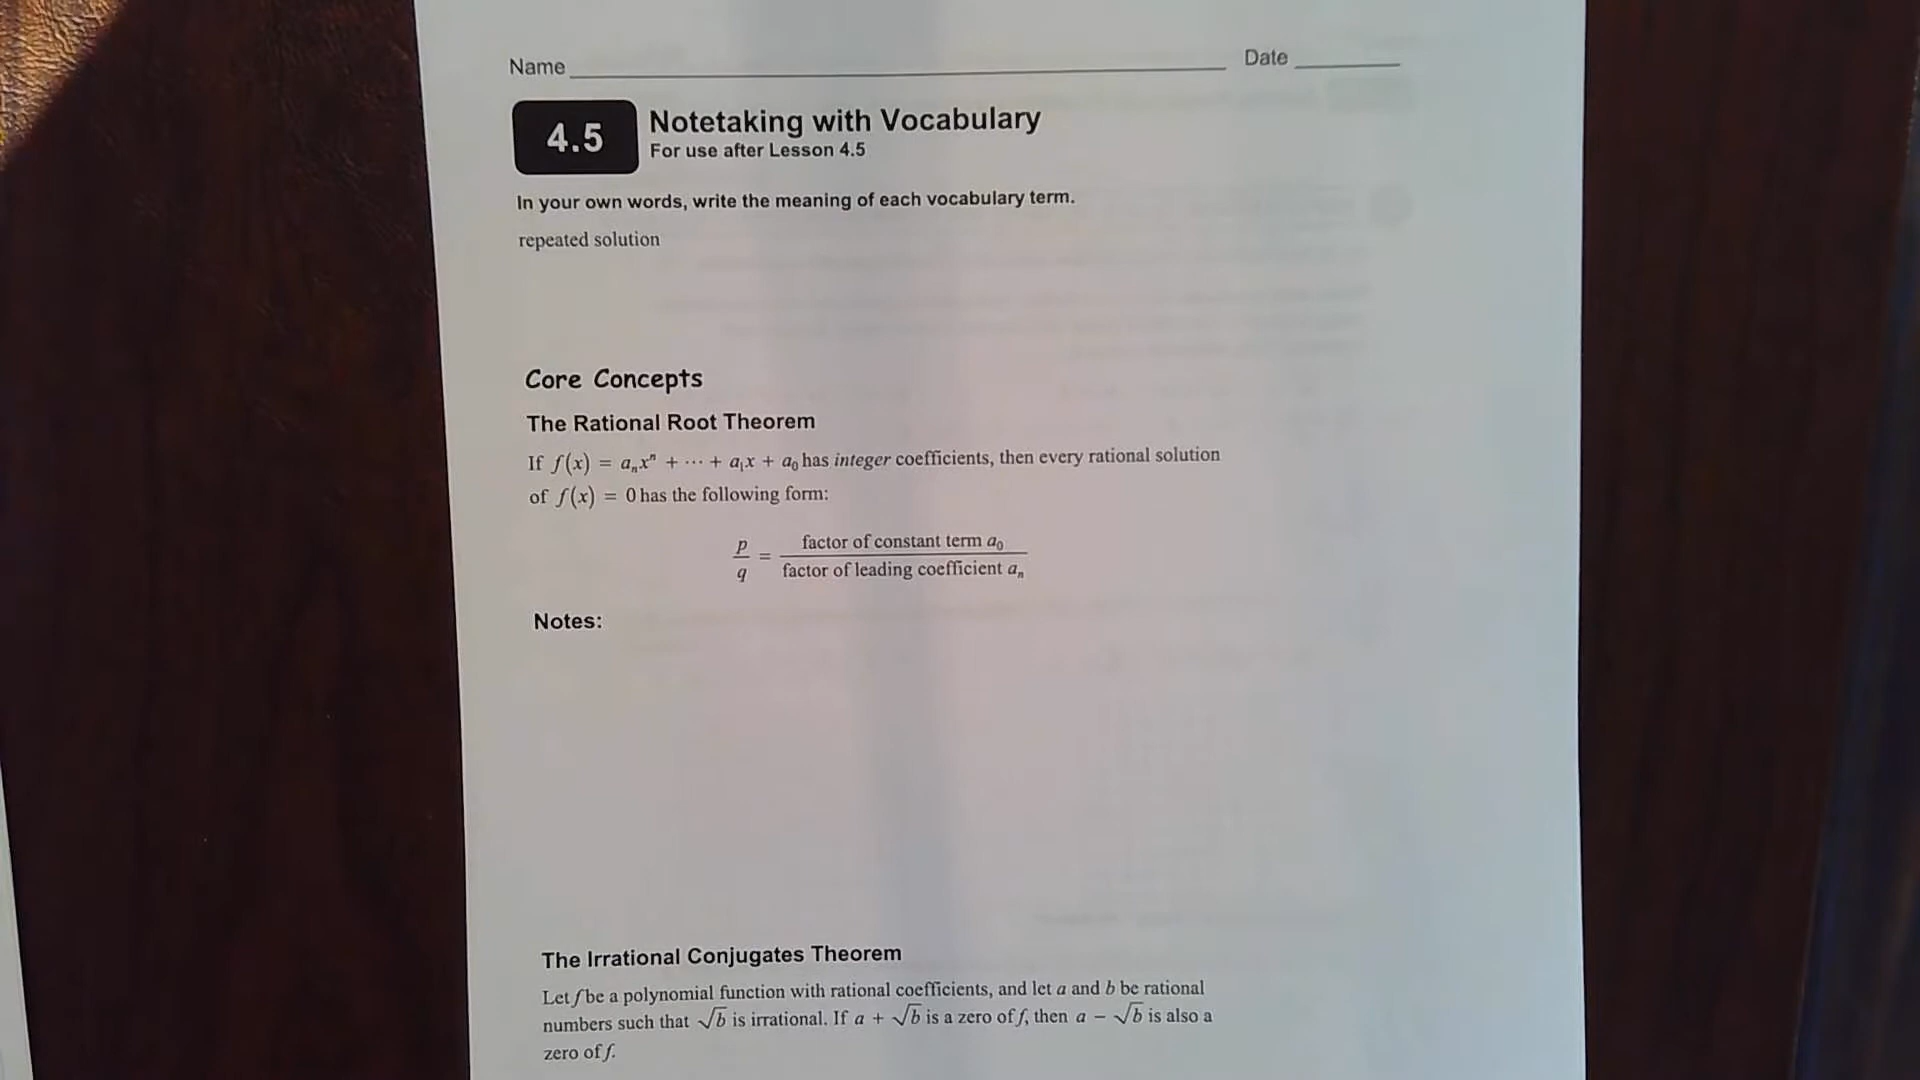 Name Date
4.5 Notetaking with Vocabulary
For use after Lesson 4.5
In your own words, write the meaning of each vocabulary term.
repeated solution
Core Concepts
The Rational Root Theorem
If f(x) = aₙxⁿ + ⋯ + a₁x + a₀ has integer coefficients, then every rational solution
of f(x) = 0 has the following form:
p/q = factor of constant term a₀ / factor of leading coefficient aₙ
Notes:
The Irrational Conjugates Theorem
Let f be a polynomial function with rational coefficients, and let a and b be rational
numbers such that √b is irrational. If a + √b is a zero of f, then a − √b is also a
zero of f.